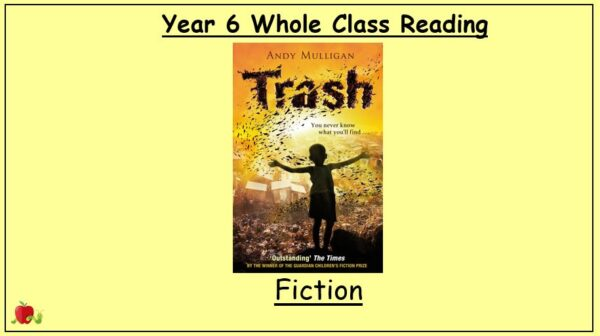 Year 6 Whole Class Reading
ANDY MULLIGAN
Trash
You never know
what you'll find . . .
'Outstanding' The Times
BY THE WINNER OF THE GUARDIAN CHILDREN'S FICTION PRIZE
Fiction